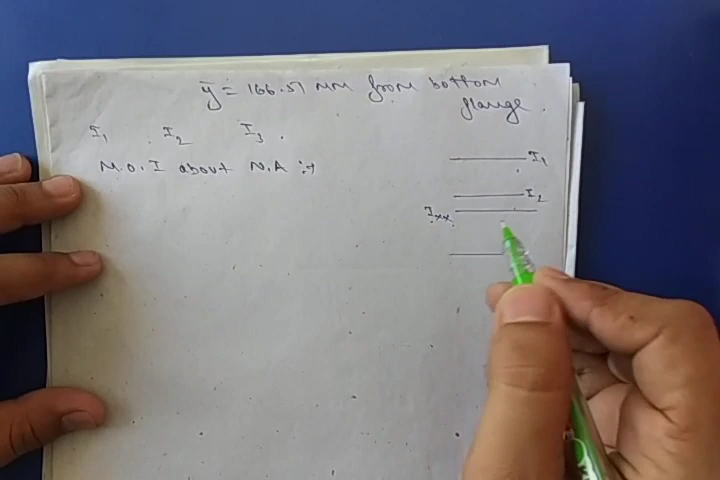 ȳ = 166.51 mm from bottom
flange.
I₁ I₂ I₃.
M.O.I about N.A :→
I₁
I₂
Ixx